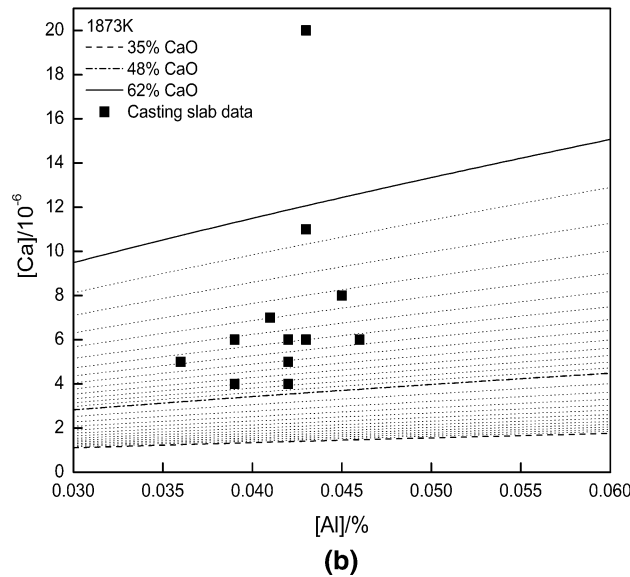 20
18
16
14
12
10
8
6
4
2
0
[Ca]/10⁻⁶
1873K
35% CaO
48% CaO
62% CaO
Casting slab data
0.030
0.035
0.040
0.045
0.050
0.055
0.060
[Al]/%
(b)